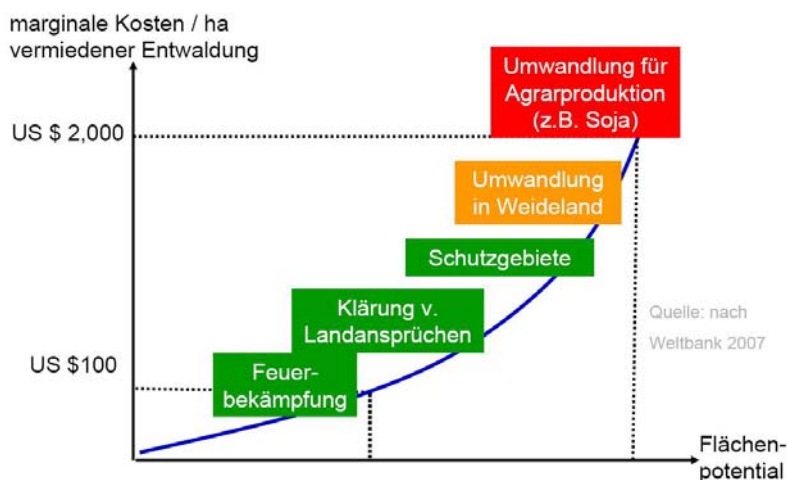 marginale Kosten / ha
vermiedener Entwaldung
US $ 2,000
Umwandlung für
Agrarproduktion
(z.B. Soja)
Umwandlung
in Weideland
Schutzgebiete
Klärung v.
Landansprüchen
Quelle: nach
Weltbank 2007
US $100
Feuer-
bekämpfung
Flächen-
potential